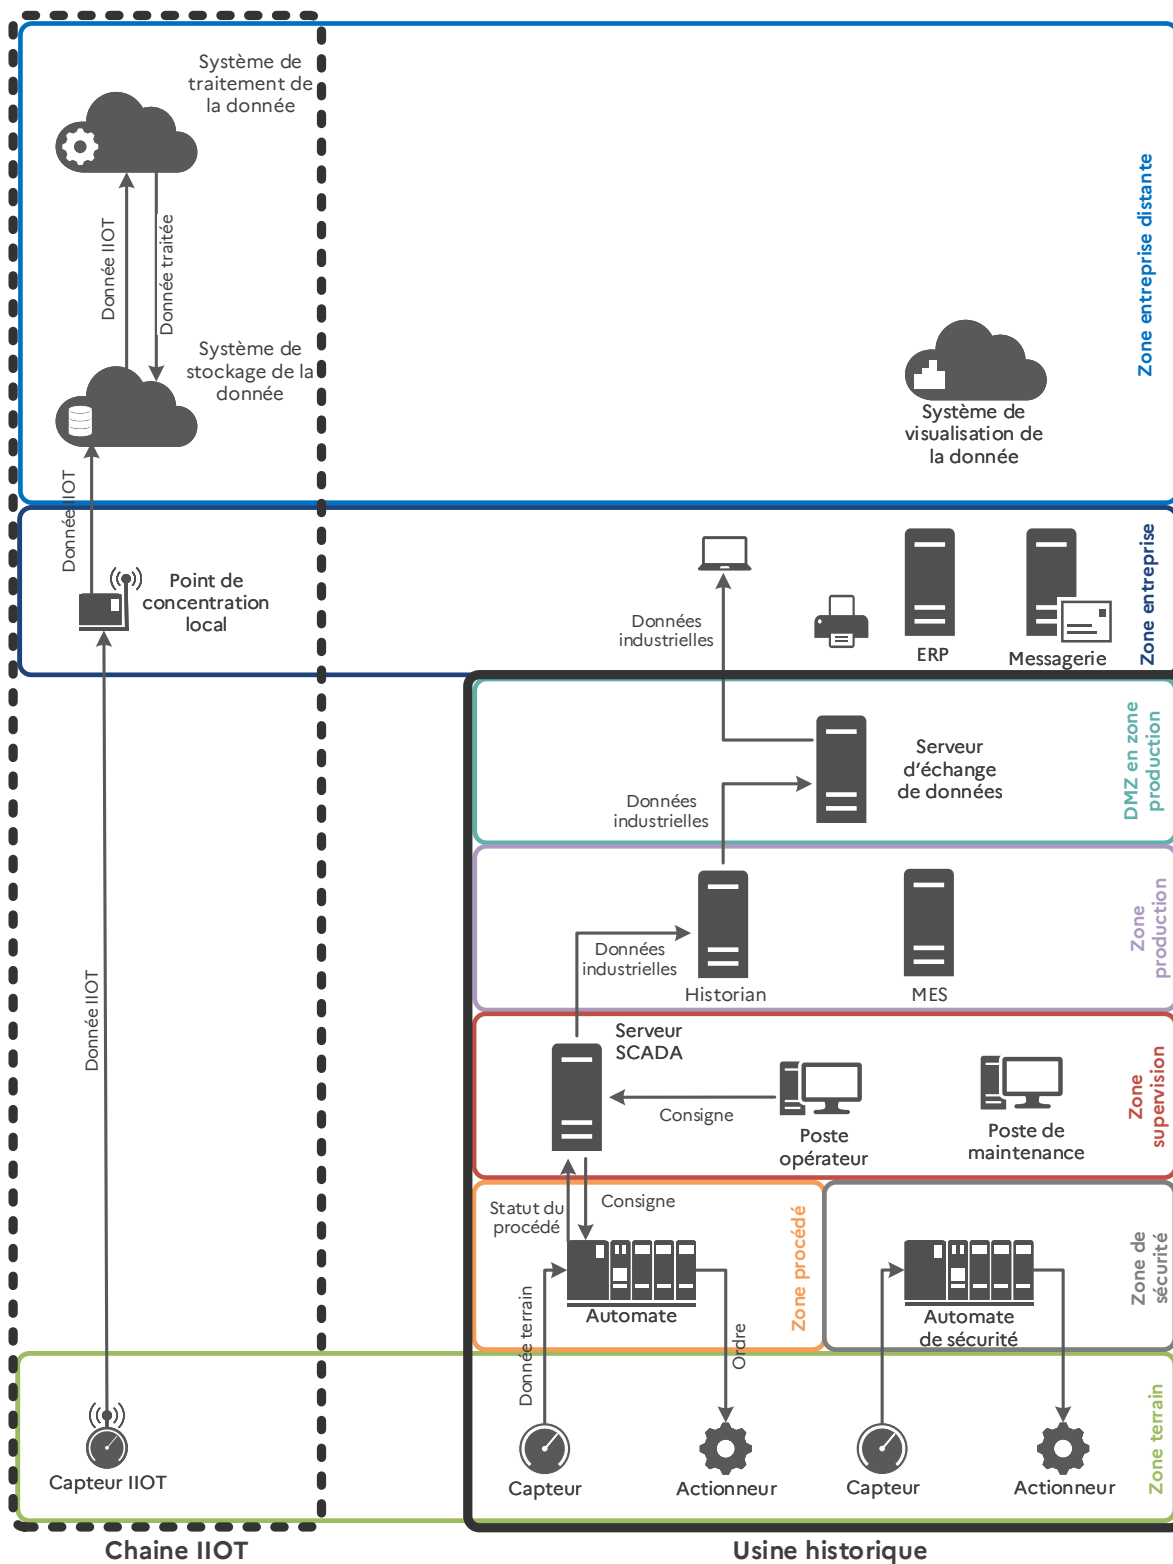 Système de
traitement de
la donnée
Donnée IIOT
Donnée traitée
Système de
stockage de la
donnée
Système de
visualisation de
la donnée
Zone entreprise distante
Donnée IIOT
Point de
concentration
local
Données
industrielles
ERP
Messagerie
Zone entreprise
Serveur
d'échange
de données
Données
industrielles
DMZ en zone
production
Données
industrielles
Historian
MES
Zone
production
Donnée IIOT
Serveur
SCADA
Consigne
Poste
opérateur
Poste de
maintenance
Zone
supervision
Statut du
procédé
Consigne
Automate
Zone procédé
Automate
de sécurité
Zone de
sécurité
Donnée terrain
Ordre
Capteur IIOT
Capteur
Actionneur
Capteur
Actionneur
Zone terrain
Chaine IIOT
Usine historique